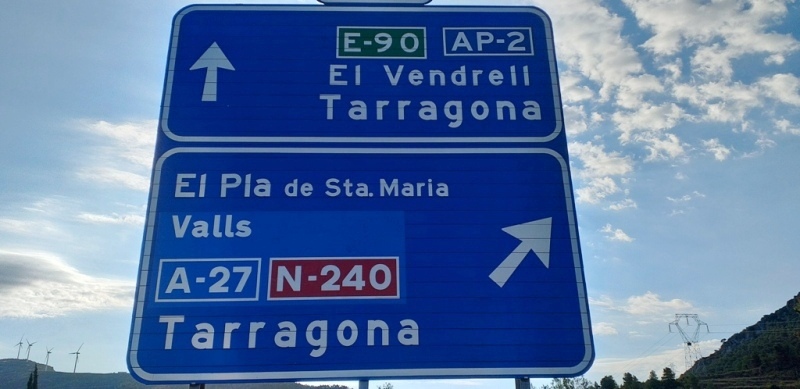 E-90 AP-2
El Vendrell
Tarragona
El Pla de Sta. Maria
Valls
A-27 N-240
Tarragona